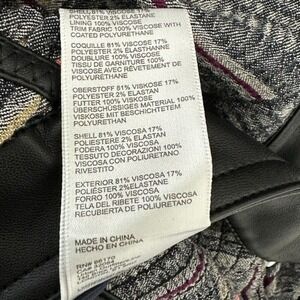 SHELL 81% VISCOSE 17%
POLYESTER 2% ELASTANE
LINING 100% VISCOSE
TRIM FABRIC 100% VISCOSE WITH
COATED POLYURETHANE
COQUILLE 81% VISCOSE 17%
POLYESTER 2% ELASTHANNE
DOUBLURE 100% VISCOSE
TISSU DE GARNITURE 100%
VISCOSE AVEC REVÊTEMENT DE
POLYURÉTHANE
OBERSTOFF 81% VISKOSE 17%
POLYESTER 2% ELASTAN
FUTTER 100% VISKOSE
ÜBERSCHÜSSIGES MATERIAL 100%
VISKOSE MIT BESCHICHTETEM
POLYURETHAN
SHELL 81% VISCOSA 17%
POLIESTERE 2% ELASTAN
FODERA 100% VISCOSA
TESSUTO DECORATIVO 100%
VISCOSA CON POLIURETANO
RIVESTITO
EXTERIOR 81% VISCOSA 17%
POLIÉSTER 2% ELASTANE
FORRO 100% VISCOSA
TELA DEL RIBETE 100% VISCOSA
RECUBIERTA DE POLIURETANO
MADE IN CHINA
HECHO EN CHINA
RN#